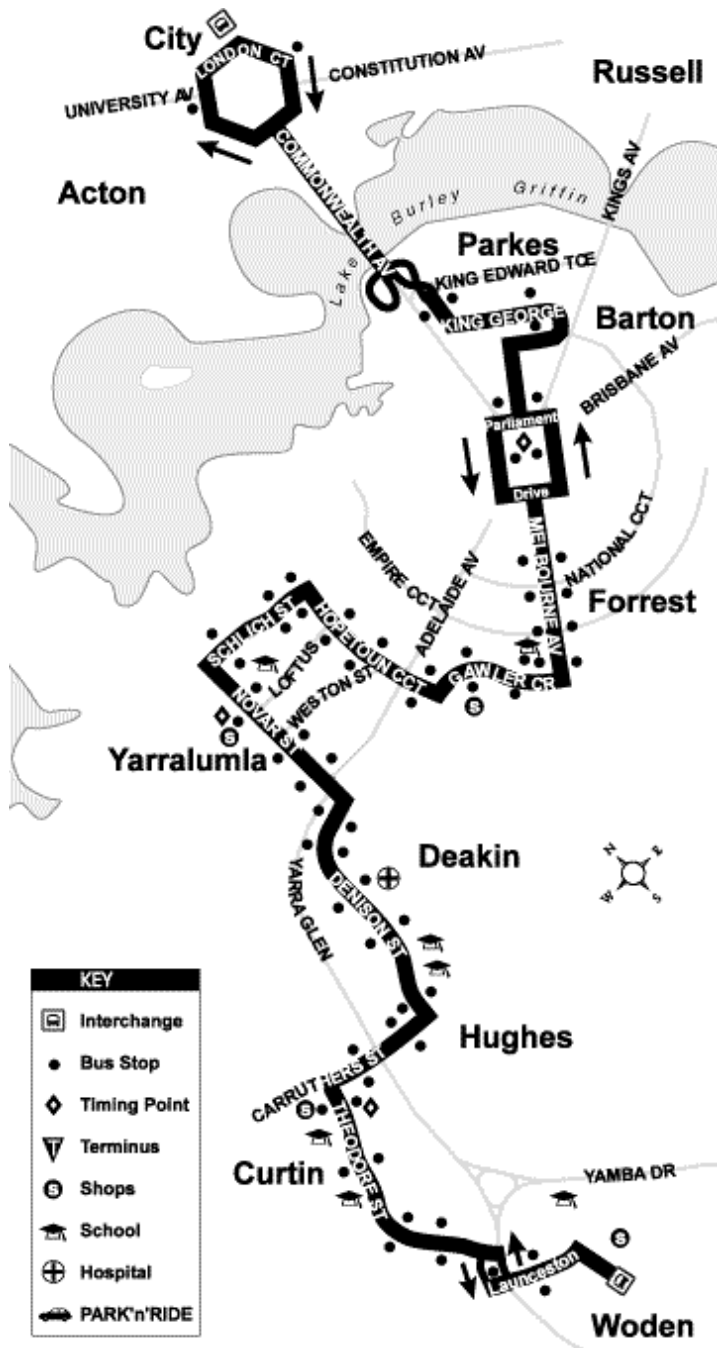 City
LONDON CT
CONSTITUTION AV
UNIVERSITY AV
Russell
Acton
COMMONWEALTH AV
KINGS AV
Lake Burley Griffin
Parkes
KING EDWARD TCE
KING GEORGE
Barton
BRISBANE AV
Parliament
Drive
MELBOURNE AV
NATIONAL CCT
EMPIRE CCT
ADELAIDE AV
Forrest
SCHLICH ST
HOPETOUN CCT
LOFTUS
WESTON ST
GAWLER CR
S
NOVAR ST
S
Yarralumla
Deakin
N
E
W
S
YARRA GLEN
DENISON ST
Hughes
CARRUTHERS ST
S
THEODORE ST
Curtin
YAMBA DR
S
Launceston
Woden
KEY
Interchange
Bus Stop
Timing Point
T
Terminus
S
Shops
School
Hospital
PARK'n'RIDE